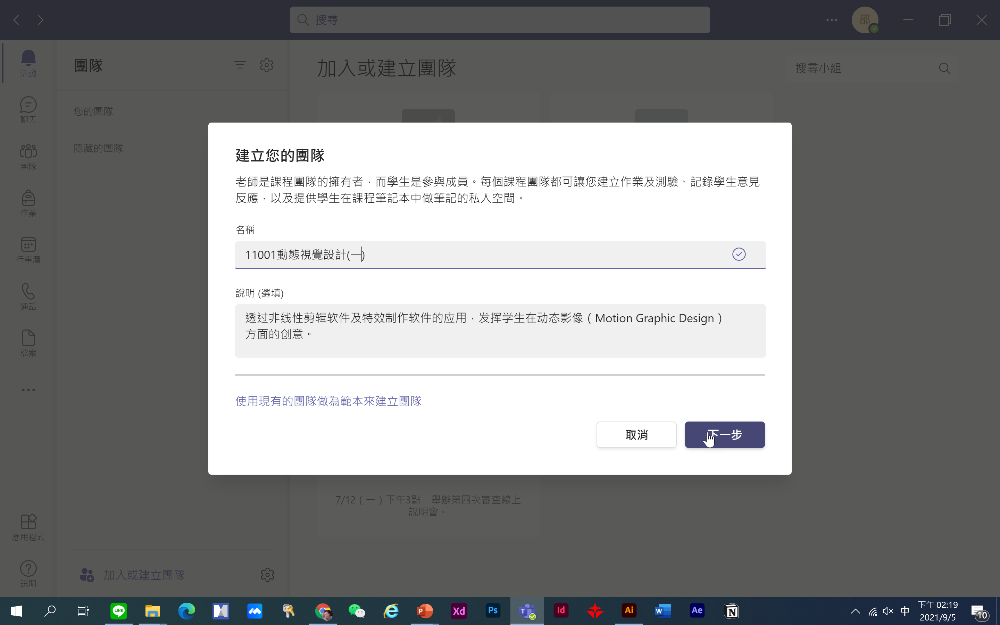 搜尋
邵
活動
聊天
團隊
作業
行事曆
通話
檔案
應用程式
說明
團隊
您的團隊
隱藏的團隊
加入或建立團隊
加入或建立團隊
搜尋小組
建立您的團隊
老師是課程團隊的擁有者，而學生是參與成員。每個課程團隊都可讓您建立作業及測驗、記錄學生意見
反應，以及提供學生在課程筆記本中做筆記的私人空間。
名稱
11001動態視覺設計(一)
說明 (選填)
透过非线性剪辑软件及特效制作软件的应用，发挥学生在动态影像（Motion Graphic Design）
方面的创意。
使用現有的團隊做為範本來建立團隊
取消
下一步
7/12（一）下午3點，舉辦第四次審查線上
說明會。
LINE
P
Xd
Ps
T
Id
Ai
W
Ae
N
中
下午 02:19
2021/9/5
10